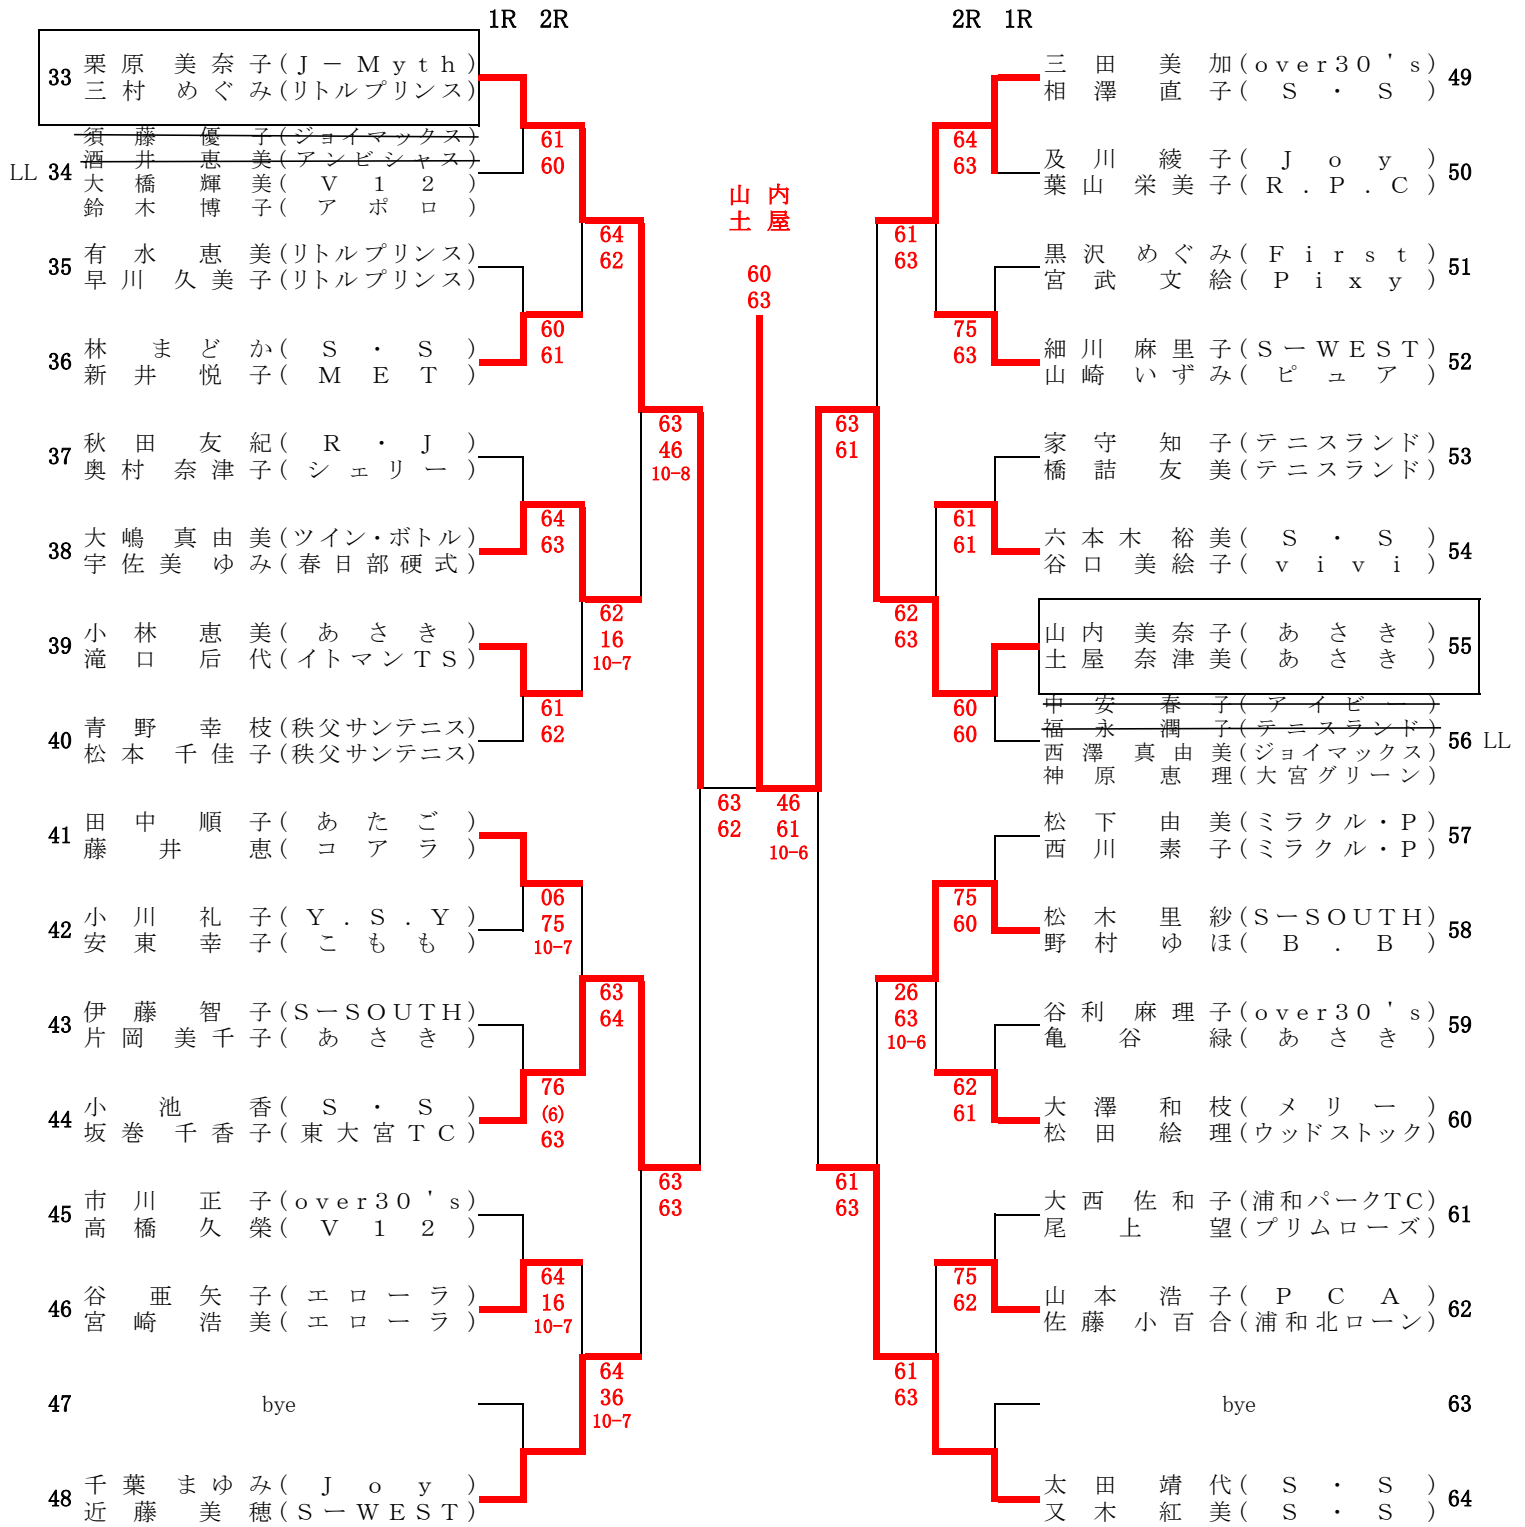 1R 2R
33 栗原 美奈子(J－Myth)
三村 めぐみ(リトルプリンス)
須藤 優子(ジョイマックス)
酒井 恵美(アンビシャス)
LL 34 大橋 輝美(V12)
鈴木 博子(アポロ)
61
60
35 有水 恵美(リトルプリンス)
早川 久美子(リトルプリンス)
64
62
36 林 まどか(S・S)
新井 悦子(MET)
60
61
37 秋田 友紀(R・J)
奥村 奈津子(シェリー)
63
46
10-8
38 大嶋 真由美(ツイン・ボトル)
宇佐美 ゆみ(春日部硬式)
64
63
39 小林 恵美(あさき)
滝口 后代(イトマンTS)
62
16
10-7
40 青野 幸枝(秩父サンテニス)
松本 千佳子(秩父サンテニス)
61
62
41 田中 順子(あたご)
藤井 恵(コアラ)
63
62
42 小川 礼子(Y.S.Y)
安東 幸子(こもも)
06
75
10-7
43 伊藤 智子(SーSOUTH)
片岡 美千子(あさき)
63
64
44 小池 香(S・S)
坂巻 千香子(東大宮TC)
76
(6)
63
45 市川 正子(over30's)
高橋 久榮(V12)
63
63
46 谷 亜矢子(エローラ)
宮崎 浩美(エローラ)
64
16
10-7
47 bye
64
36
10-7
48 千葉 まゆみ(Joy)
近藤 美穂(SーWEST)
山内
土屋
60
63
2R 1R
三田 美加(over30's) 49
相澤 直子(S・S)
64
63
及川 綾子(Joy) 50
葉山 栄美子(R.P.C)
61
63
黒沢 めぐみ(First) 51
宮武 文絵(Pixy)
75
63
細川 麻里子(SーWEST) 52
山崎 いずみ(ピュア)
63
61
家守 知子(テニスランド) 53
橋詰 友美(テニスランド)
61
61
六本木 裕美(S・S) 54
谷口 美絵子(vivi)
62
63
山内 美奈子(あさき) 55
土屋 奈津美(あさき)
60
60
中安 春子(アイビー)
福永 潤子(テニスランド)
西澤 真由美(ジョイマックス) 56 LL
神原 恵理(大宮グリーン)
46
61
10-6
松下 由美(ミラクル・P) 57
西川 素子(ミラクル・P)
75
60
松木 里紗(SーSOUTH) 58
野村 ゆほ(B.B)
26
63
10-6
谷利 麻理子(over30's) 59
亀谷 緑(あさき)
62
61
大澤 和枝(メリー) 60
松田 絵理(ウッドストック)
61
63
大西 佐和子(浦和パークTC) 61
尾上 望(プリムローズ)
75
62
山本 浩子(PCA) 62
佐藤 小百合(浦和北ローン)
61
63
bye 63
太田 靖代(S・S) 64
又木 紅美(S・S)